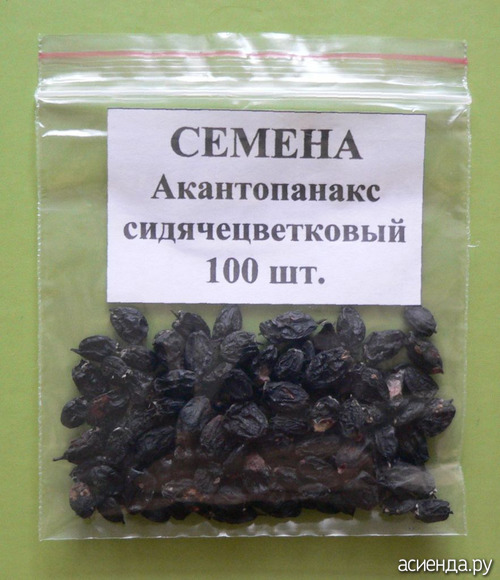 СЕМЕНА
Акантопанакс
сидячецветковый
100 шт.
асиенда.ру